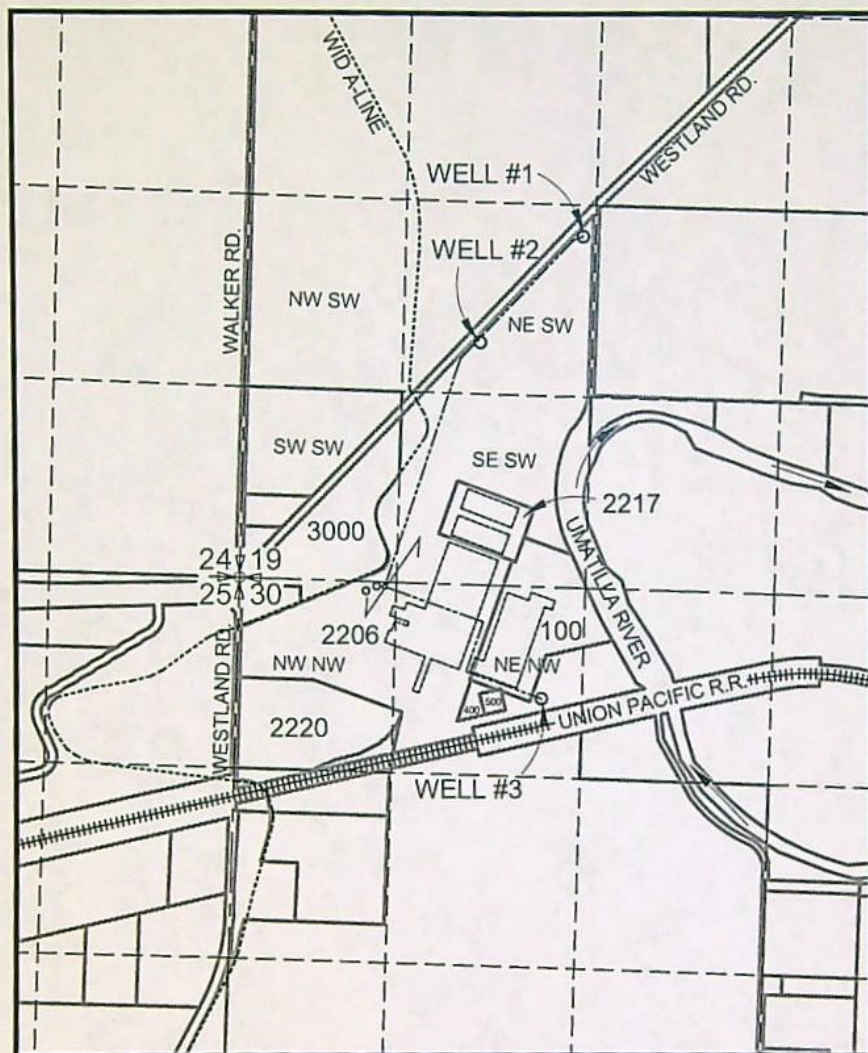 WID A-LINE
WESTLAND RD.
WELL #1
WELL #2
WALKER RD.
NW SW
NE SW
SW SW
SE SW
2217
3000
UMATILKA RIVER
24 19
25 30
2206
100
WESTLAND RD.
NW NW
NE NW
400
500
UNION PACIFIC R.R.
2220
WELL #3